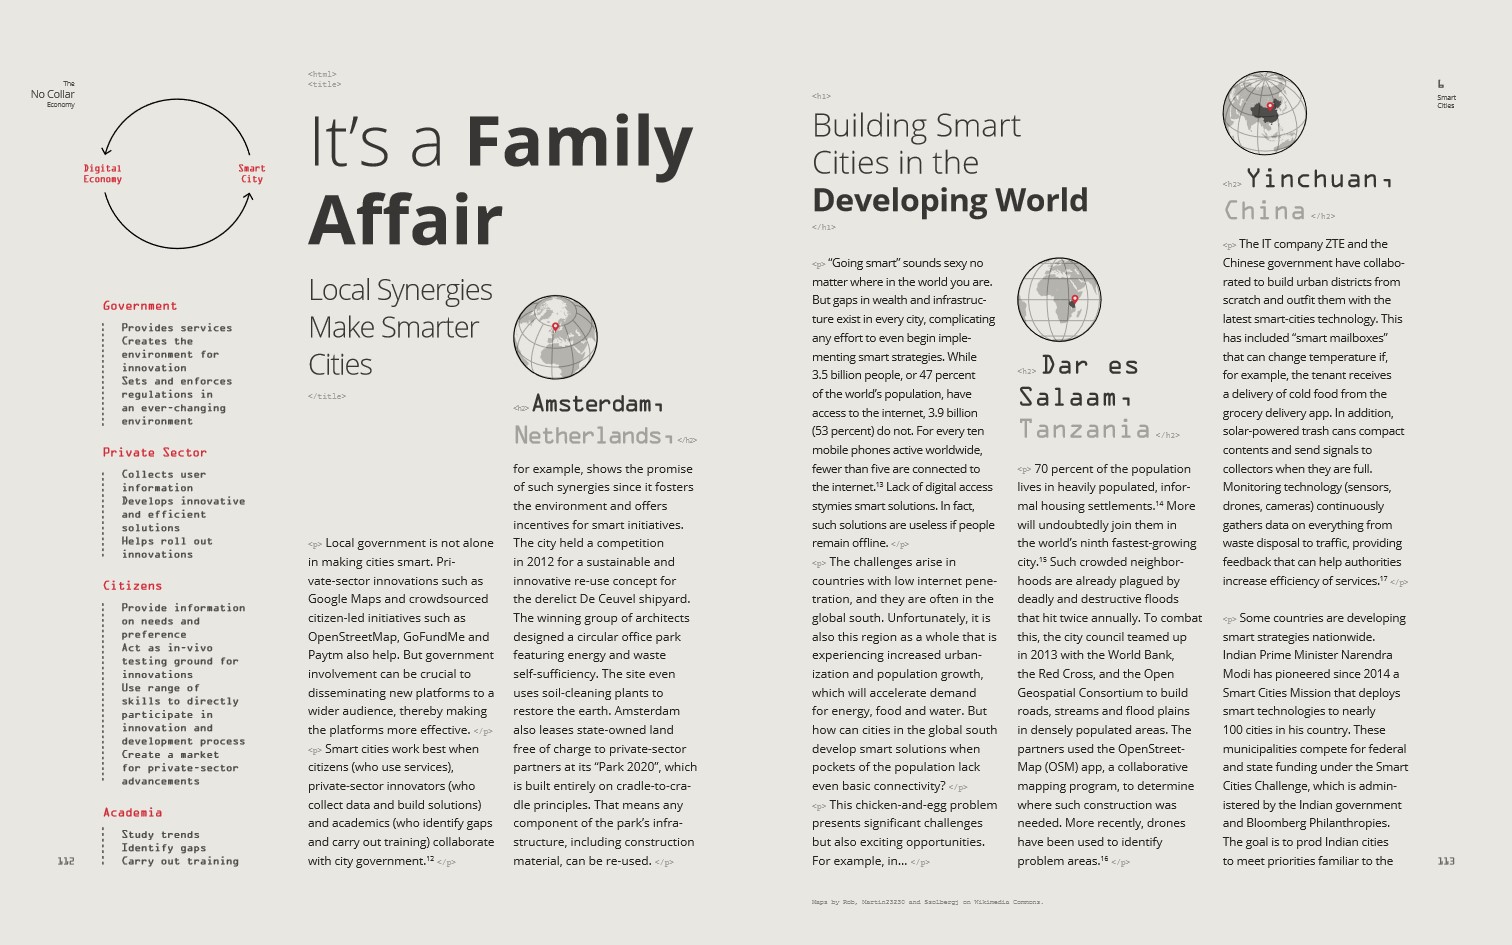 The
No Collar
Economy
Digital
Economy
Smart
City
Government
Provides services
Creates the
environment for
innovation
Sets and enforces
regulations in
an ever-changing
environment
Private Sector
Collects user
information
Develops innovative
and efficient
solutions
Helps roll out
innovations
Citizens
Provide information
on needs and
preference
Act as in-vivo
testing ground for
innovations
Use range of
skills to directly
participate in
innovation and
development process
Create a market
for private-sector
advancements
Academia
Study trends
Identify gaps
Carry out training
112
<html>
<title>
It’s a Family
Affair
Local Synergies
Make Smarter
Cities
</title>
<p> Local government is not alone
in making cities smart. Pri-
vate-sector innovations such as
Google Maps and crowdsourced
citizen-led initiatives such as
OpenStreetMap, GoFundMe and
Paytm also help. But government
involvement can be crucial to
disseminating new platforms to a
wider audience, thereby making
the platforms more effective. </p>
<p> Smart cities work best when
citizens (who use services),
private-sector innovators (who
collect data and build solutions)
and academics (who identify gaps
and carry out training) collaborate
with city government.¹² </p>
<h2> Amsterdam,
Netherlands, </h2>
for example, shows the promise
of such synergies since it fosters
the environment and offers
incentives for smart initiatives.
The city held a competition
in 2012 for a sustainable and
innovative re-use concept for
the derelict De Ceuvel shipyard.
The winning group of architects
designed a circular office park
featuring energy and waste
self-sufficiency. The site even
uses soil-cleaning plants to
restore the earth. Amsterdam
also leases state-owned land
free of charge to private-sector
partners at its “Park 2020”, which
is built entirely on cradle-to-cra-
dle principles. That means any
component of the park’s infra-
structure, including construction
material, can be re-used. </p>
<h1>
Building Smart
Cities in the
Developing World
</h1>
<p> “Going smart” sounds sexy no
matter where in the world you are.
But gaps in wealth and infrastruc-
ture exist in every city, complicating
any effort to even begin imple-
menting smart strategies. While
3.5 billion people, or 47 percent
of the world’s population, have
access to the internet, 3.9 billion
(53 percent) do not. For every ten
mobile phones active worldwide,
fewer than five are connected to
the internet.¹³ Lack of digital access
stymies smart solutions. In fact,
such solutions are useless if people
remain offline. </p>
<p> The challenges arise in
countries with low internet pene-
tration, and they are often in the
global south. Unfortunately, it is
also this region as a whole that is
experiencing increased urban-
ization and population growth,
which will accelerate demand
for energy, food and water. But
how can cities in the global south
develop smart solutions when
pockets of the population lack
even basic connectivity? </p>
<p> This chicken-and-egg problem
presents significant challenges
but also exciting opportunities.
For example, in... </p>
<h2> Dar es
Salaam,
Tanzania </h2>
<p> 70 percent of the population
lives in heavily populated, infor-
mal housing settlements.¹⁴ More
will undoubtedly join them in
the world’s ninth fastest-growing
city.¹⁵ Such crowded neighbor-
hoods are already plagued by
deadly and destructive floods
that hit twice annually. To combat
this, the city council teamed up
in 2013 with the World Bank,
the Red Cross, and the Open
Geospatial Consortium to build
roads, streams and flood plains
in densely populated areas. The
partners used the OpenStreet-
Map (OSM) app, a collaborative
mapping program, to determine
where such construction was
needed. More recently, drones
have been used to identify
problem areas.¹⁶ </p>
<h2> Yinchuan,
China </h2>
<p> The IT company ZTE and the
Chinese government have collabo-
rated to build urban districts from
scratch and outfit them with the
latest smart-cities technology. This
has included “smart mailboxes”
that can change temperature if,
for example, the tenant receives
a delivery of cold food from the
grocery delivery app. In addition,
solar-powered trash cans compact
contents and send signals to
collectors when they are full.
Monitoring technology (sensors,
drones, cameras) continuously
gathers data on everything from
waste disposal to traffic, providing
feedback that can help authorities
increase efficiency of services.¹⁷ </p>
<p> Some countries are developing
smart strategies nationwide.
Indian Prime Minister Narendra
Modi has pioneered since 2014 a
Smart Cities Mission that deploys
smart technologies to nearly
100 cities in his country. These
municipalities compete for federal
and state funding under the Smart
Cities Challenge, which is admin-
istered by the Indian government
and Bloomberg Philanthropies.
The goal is to prod Indian cities
to meet priorities familiar to the
6
Smart
Cities
113
Maps by Rob, Martin23230 and Ssolbergj on Wikimedia Commons.